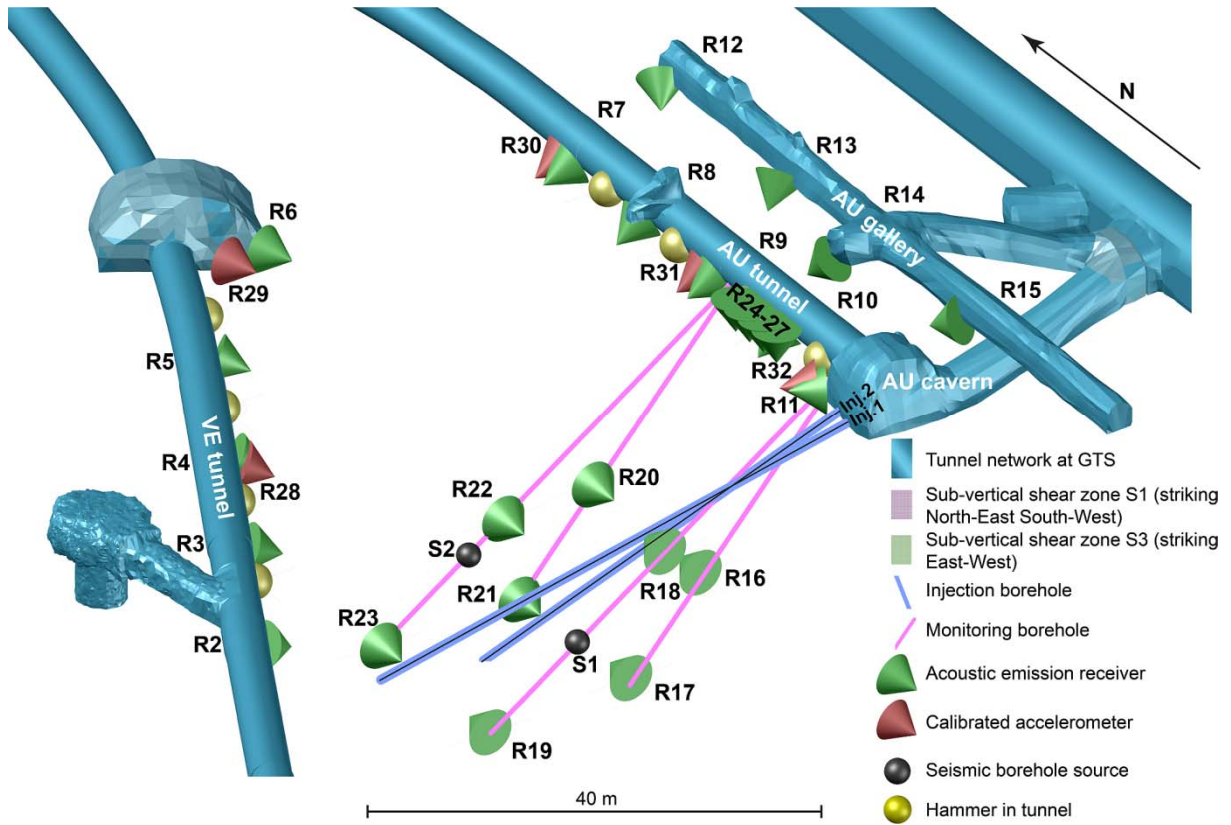 R12
R7
R30
R13
N
R8
R6
R14
AU gallery
R9
R31
AU tunnel
R29
R10
R15
R24-27
R5
R32
AU cavern
R11
Inj.2
Inj.1
VE tunnel
R4
R28
Tunnel network at GTS
R20
R22
Sub-vertical shear zone S1 (striking
North-East South-West)
S2
R3
Sub-vertical shear zone S3 (striking
East-West)
R18
R16
R21
Injection borehole
R23
R2
Monitoring borehole
S1
Acoustic emission receiver
R17
Calibrated accelerometer
R19
Seismic borehole source
40 m
Hammer in tunnel